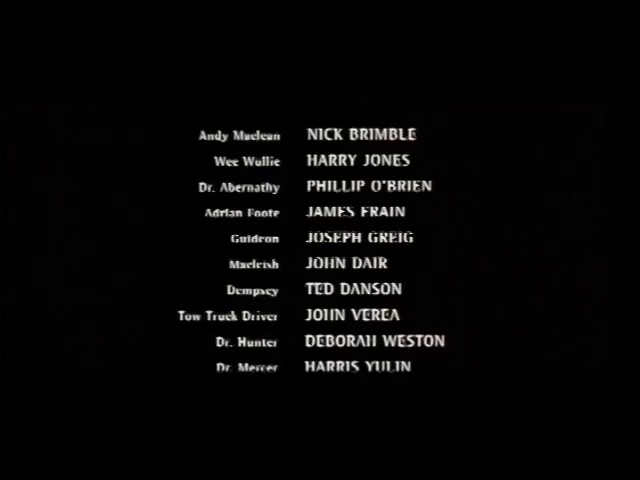 Andy Maclean NICK BRIMBLE
Wee Wullie HARRY JONES
Dr. Abernathy PHILLIP O'BRIEN
Adrian Foote JAMES FRAIN
Guideon JOSEPH GREIG
Macleish JOHN DAIR
Dempsey TED DANSON
Tow Truck Driver JOHN VEREA
Dr. Hunter DEBORAH WESTON
Dr. Mercer HARRIS YULIN